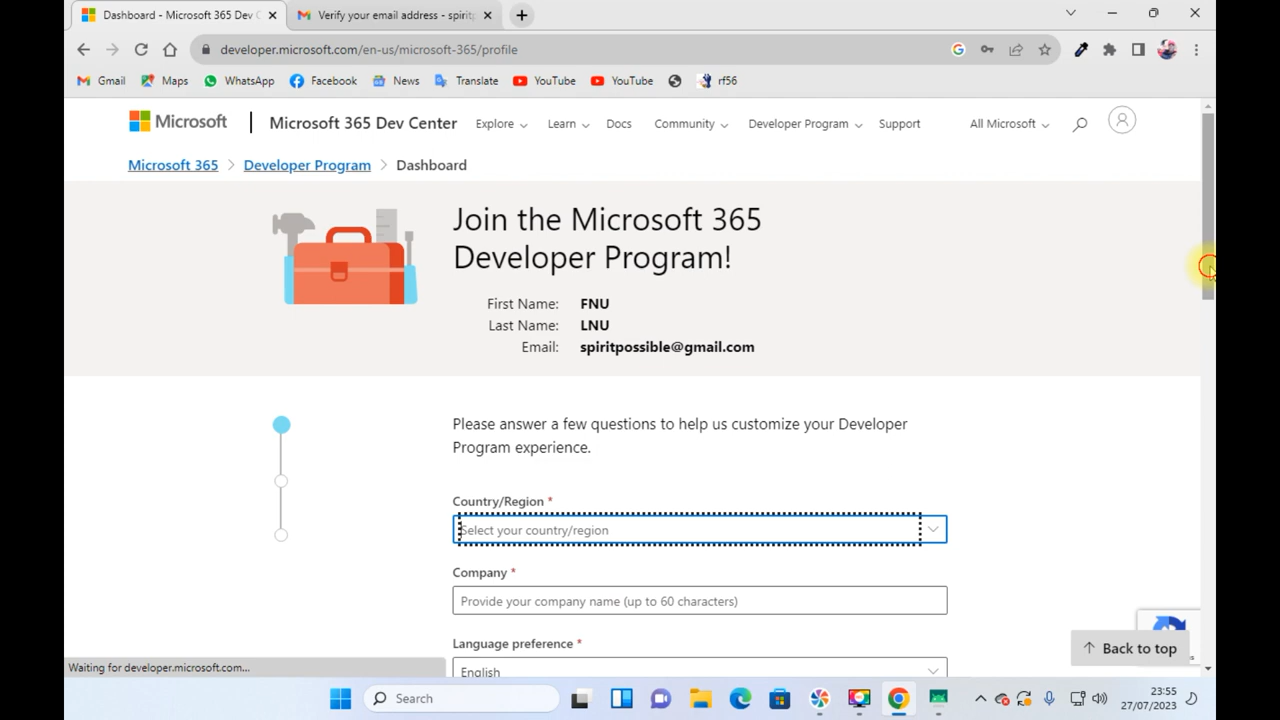 Dashboard - Microsoft 365 Dev C
Verify your email address - spirit
developer.microsoft.com/en-us/microsoft-365/profile
Gmail Maps WhatsApp Facebook News Translate YouTube YouTube rf56
Microsoft Microsoft 365 Dev Center Explore Learn Docs Community Developer Program Support All Microsoft
Microsoft 365 > Developer Program > Dashboard
Join the Microsoft 365
Developer Program!
First Name: FNU
Last Name: LNU
Email: spiritpossible@gmail.com
Please answer a few questions to help us customize your Developer
Program experience.
Country/Region *
Select your country/region
Company *
Provide your company name (up to 60 characters)
Language preference *
English
Back to top
Waiting for developer.microsoft.com...
Search
23:55
27/07/2023